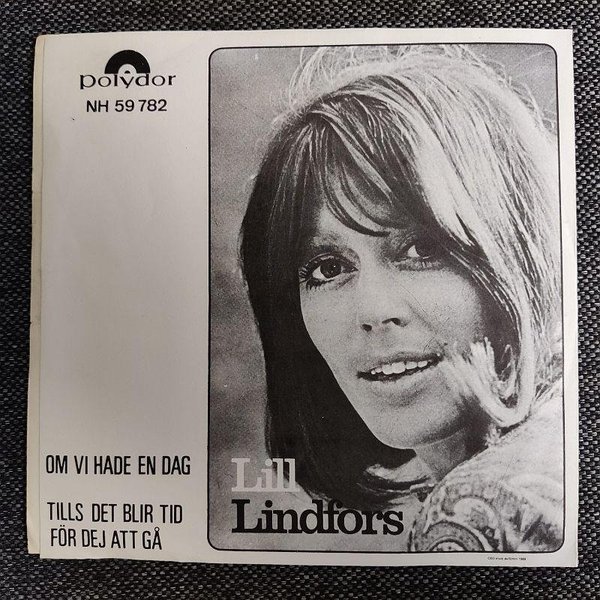 polydor
NH 59 782
OM VI HADE EN DAG
TILLS DET BLIR TID
FÖR DEJ ATT GÅ
Lill
Lindfors